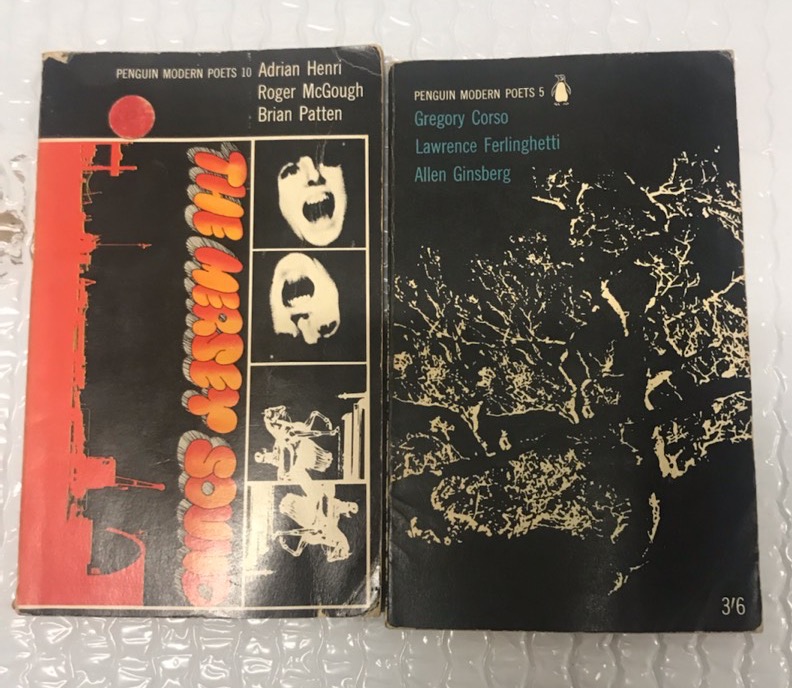 PENGUIN MODERN POETS 10 Adrian Henri
Roger McGough
Brian Patten
THE MERSEY SOUND
PENGUIN MODERN POETS 5
Gregory Corso
Lawrence Ferlinghetti
Allen Ginsberg
3'6